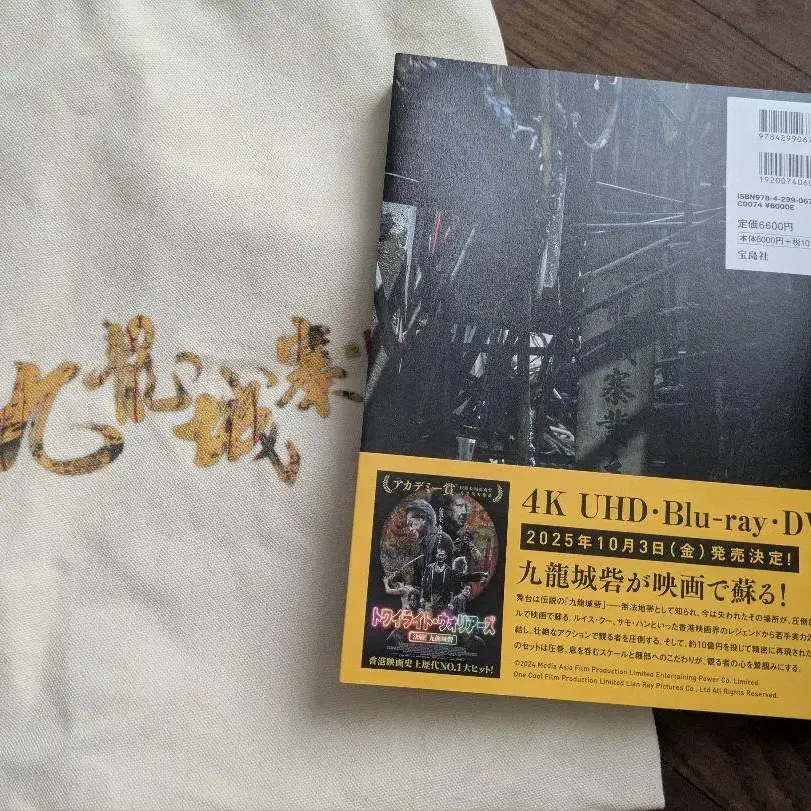 九龍城寨
9784299067
1920074060
ISBN978-4-299-067
C0074 ¥6000E
定価6600円
本体6000円+税10
宝島社
城寨
アカデミー賞
トワイライト・ウォリアーズ
決戦! 九龍城砦
香港映画史上歴代NO.1大ヒット!
4K UHD・Blu-ray・DV
2025年10月3日(金)発売決定!
九龍城砦が映画で蘇る!
舞台は伝説の「九龍城砦」──無法地帯として知られ、今は失われたその場所が、圧倒的
ルで映画で蘇る。ルイス・クー、サモ・ハンといった香港映画界のレジェンドから若手実力
結し、壮絶なアクションで観る者を圧倒する。そして、約10億円を投じて精密に再現された
のセットは圧巻。息を呑むスケールと細部へのこだわりが、観る者の心を鷲掴みにする。
©2024 Media Asia Film Production Limited Entertaining Power Co. Limited
One Cool Film Production Limited Lian Ray Pictures Co., Ltd All Rights Reserved.